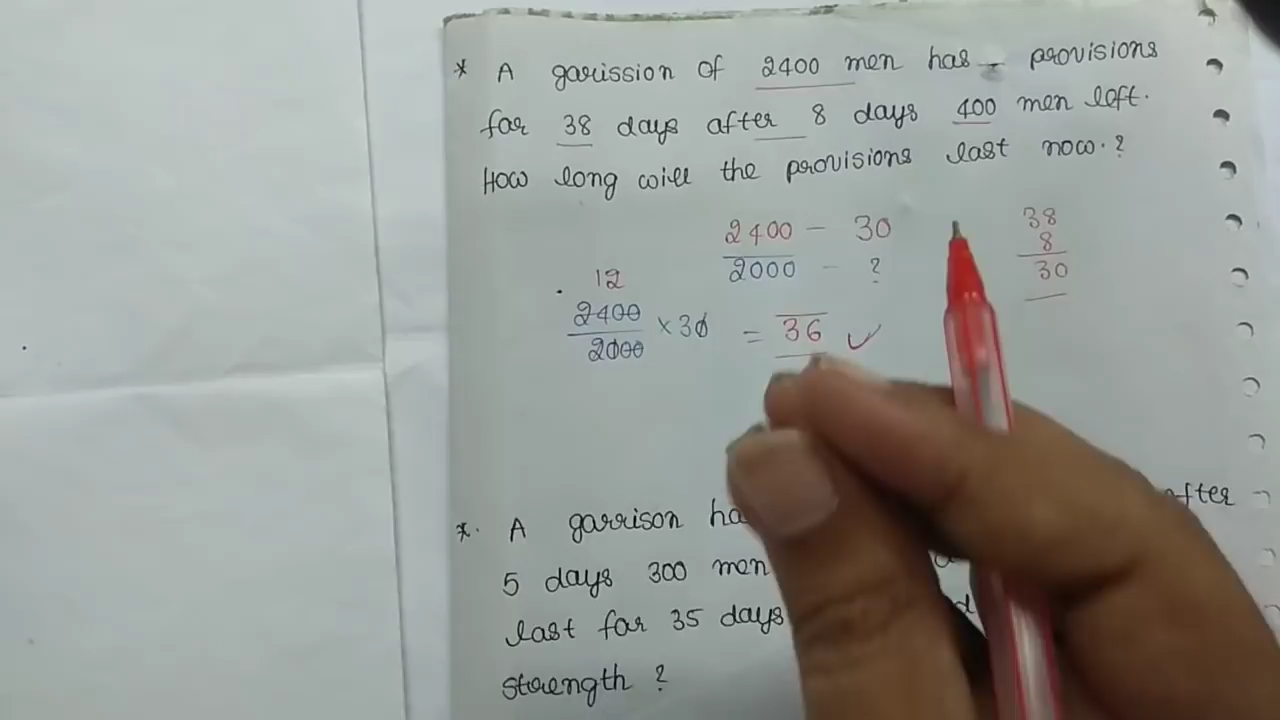 * A garission of 2400 men has - provisions
for 38 days after 8 days 400 men left.
How long will the provisions last now.?
2400 - 30
2000 - ?
38
8
30
12
2400
2000
× 30 = 36 ✓
*. A garrison after
5 days 300 men
last for 35 days
strength ?